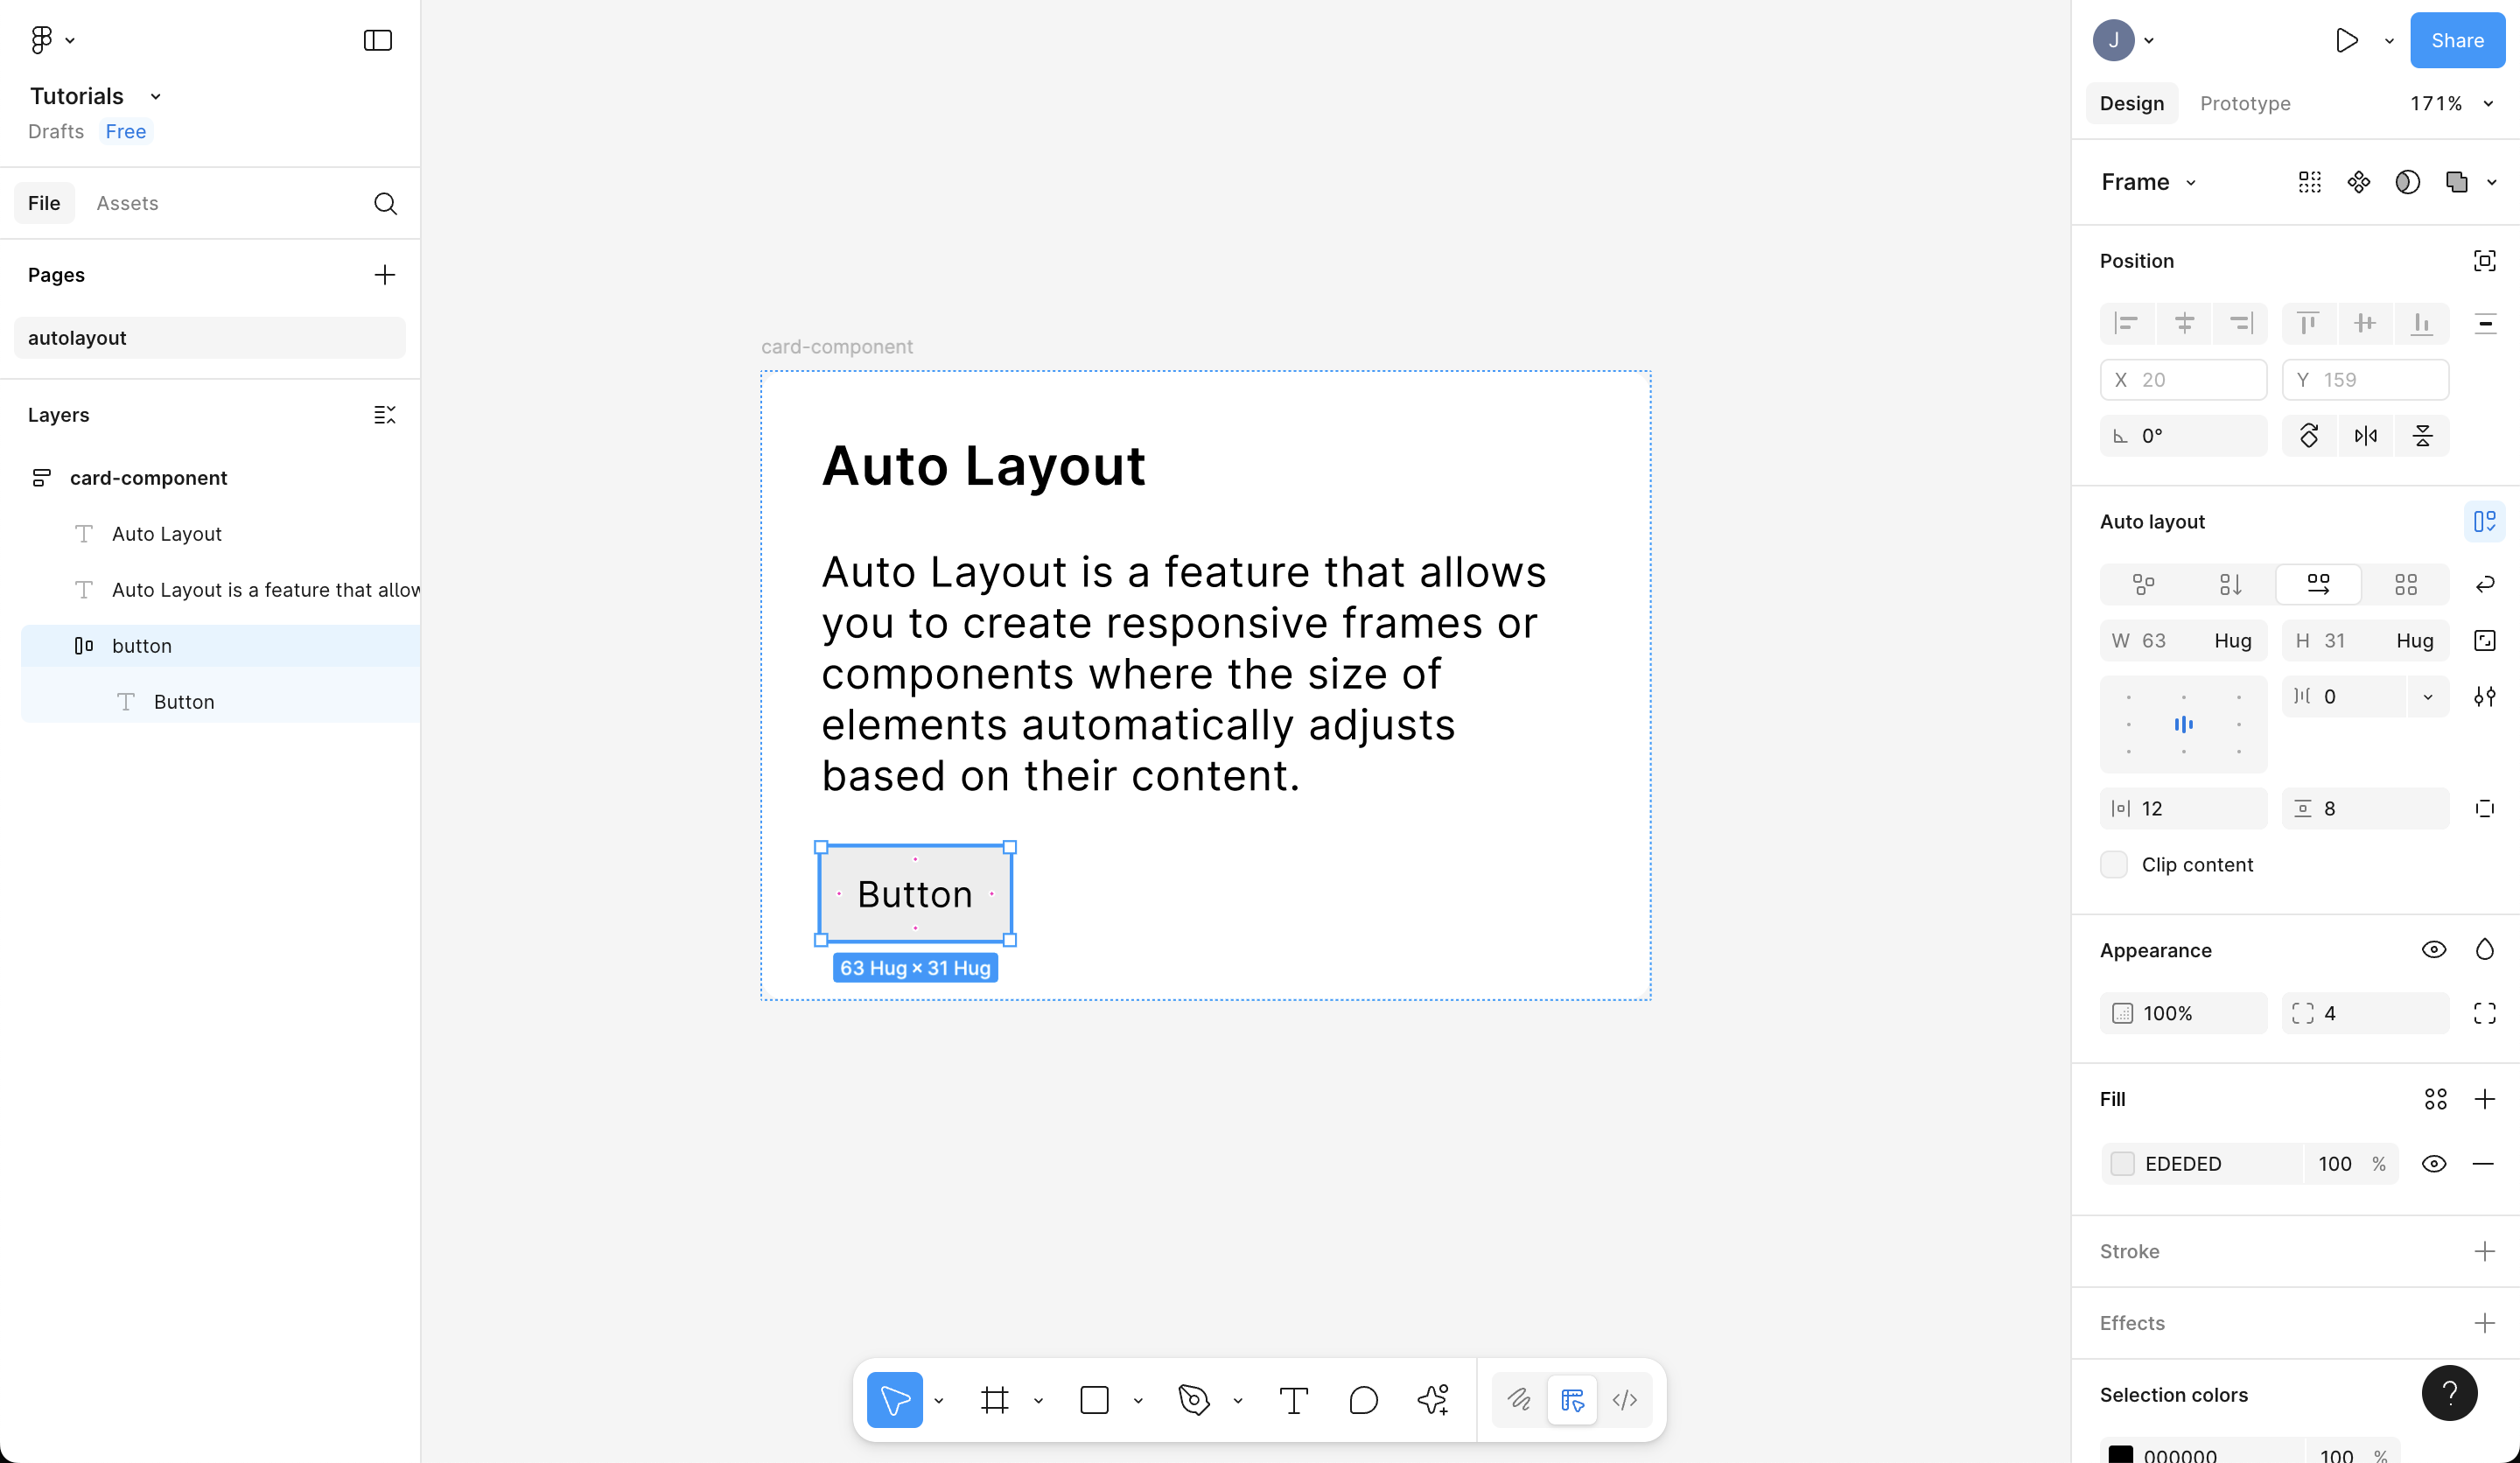 Tutorials
Drafts Free
File Assets
Pages
autolayout
Layers
card-component
Auto Layout
Auto Layout is a feature that allow
button
Button
card-component
Auto Layout
Auto Layout is a feature that allows
you to create responsive frames or
components where the size of
elements automatically adjusts
based on their content.
Button
63 Hug × 31 Hug
J
Share
Design Prototype 171%
Frame
Position
X 20 Y 159
0°
Auto layout
W 63 Hug H 31 Hug
0
12 8
Clip content
Appearance
100% 4
Fill
EDEDED 100 %
Stroke
Effects
Selection colors
?
000000 100 %